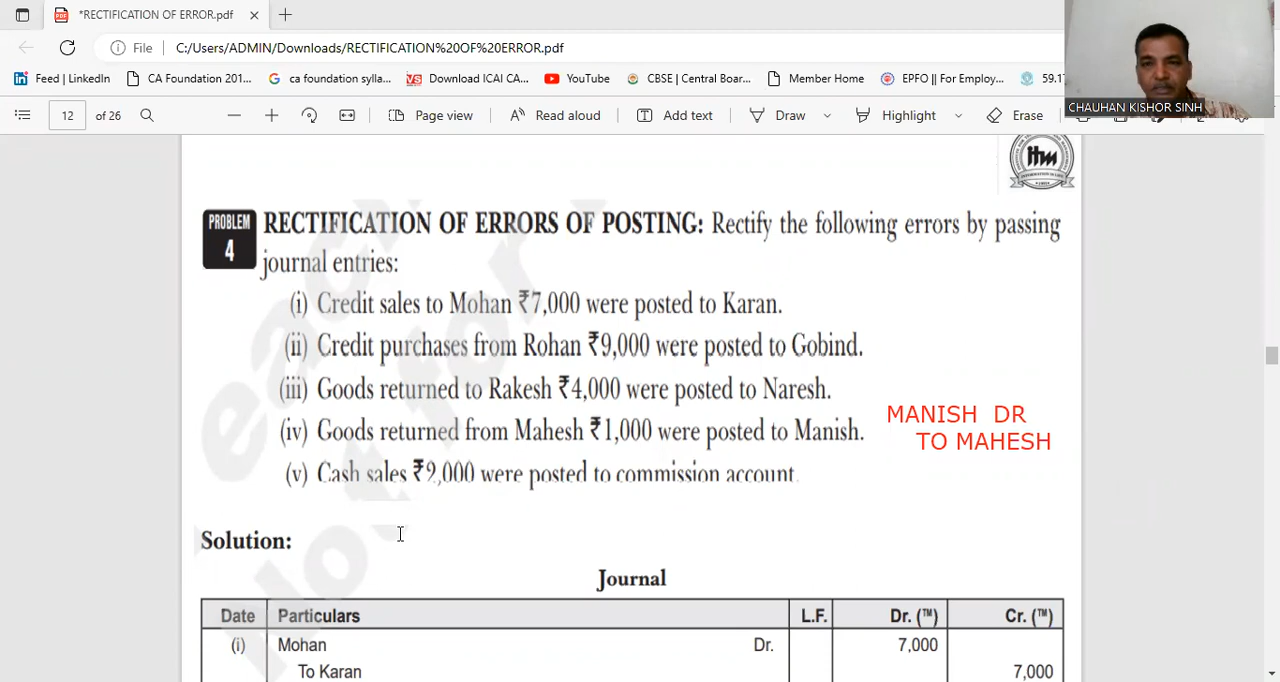 *RECTIFICATION OF ERROR.pdf
File
C:/Users/ADMIN/Downloads/RECTIFICATION%20OF%20ERROR.pdf
Feed | LinkedIn
CA Foundation 201...
ca foundation sylla...
Download ICAI CA...
YouTube
CBSE | Central Boar...
Member Home
EPFO || For Employ...
59.17
CHAUHAN KISHOR SINH
12 of 26
Page view
Read aloud
Add text
Draw
Highlight
Erase
itm
PROBLEM 4
RECTIFICATION OF ERRORS OF POSTING: Rectify the following errors by passing
journal entries:
(i) Credit sales to Mohan ₹7,000 were posted to Karan.
(ii) Credit purchases from Rohan ₹9,000 were posted to Gobind.
(iii) Goods returned to Rakesh ₹4,000 were posted to Naresh.
(iv) Goods returned from Mahesh ₹1,000 were posted to Manish.
(v) Cash sales ₹2,000 were posted to commission account.
MANISH DR
TO MAHESH
Solution:
Journal
Date Particulars L.F. Dr. (™) Cr. (™)
(i) Mohan Dr. 7,000
To Karan 7,000